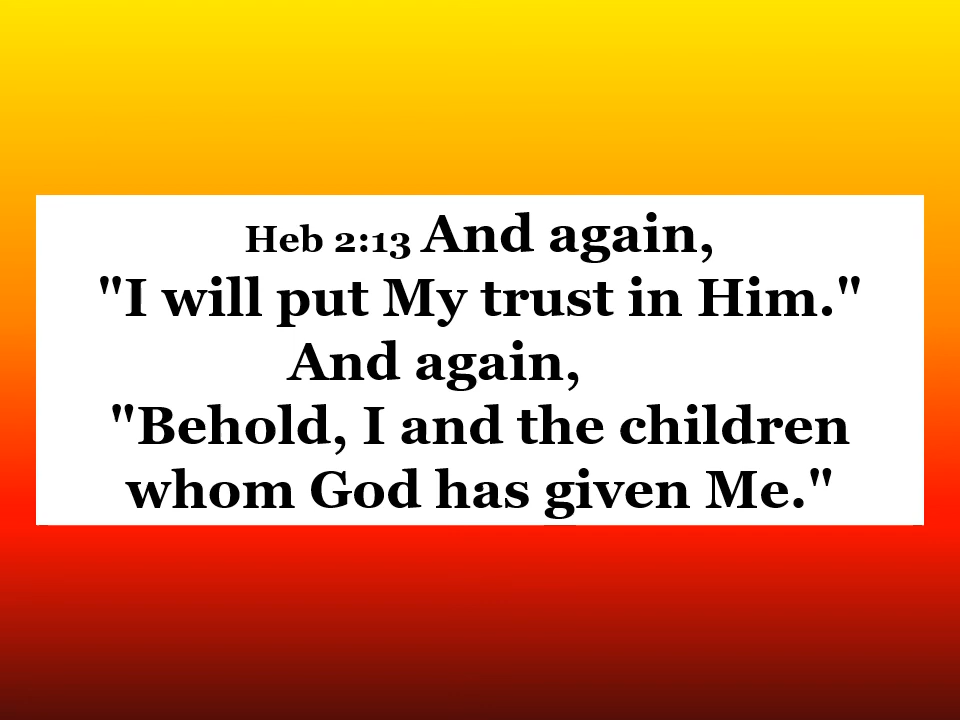 Heb 2:13 And again,
"I will put My trust in Him."
And again,
"Behold, I and the children
whom God has given Me."